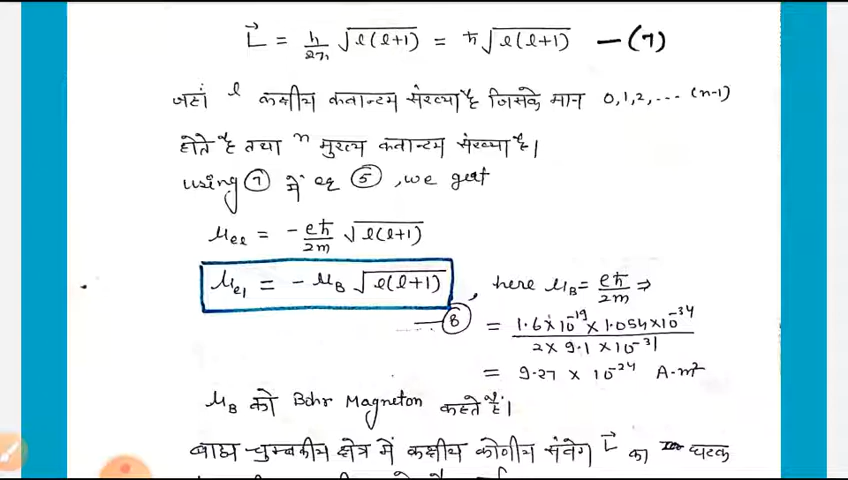 L⃗ = h/2π √l(l+1) = ħ √l(l+1) —(7)
जहां l कक्षीय क्वान्टम संख्या है जिसके मान 0,1,2,... (n-1)
होते है तथा n मुख्य क्वान्टम संख्या है।
using (7) में eq (5), we get
μel = - eħ/2m √l(l+1)
μel = - μB √l(l+1) , here μB = eħ/2m ⇒
—(8)
= 1.6×10⁻¹⁹ × 1.054×10⁻³⁴ / 2×9.1×10⁻³¹
= 9.27 × 10⁻²⁴ A.m²
μB को Bohr Magneton कहते है।
बाह्य चुम्बकीय क्षेत्र में कक्षीय कोणीय संवेग L⃗ का घटक